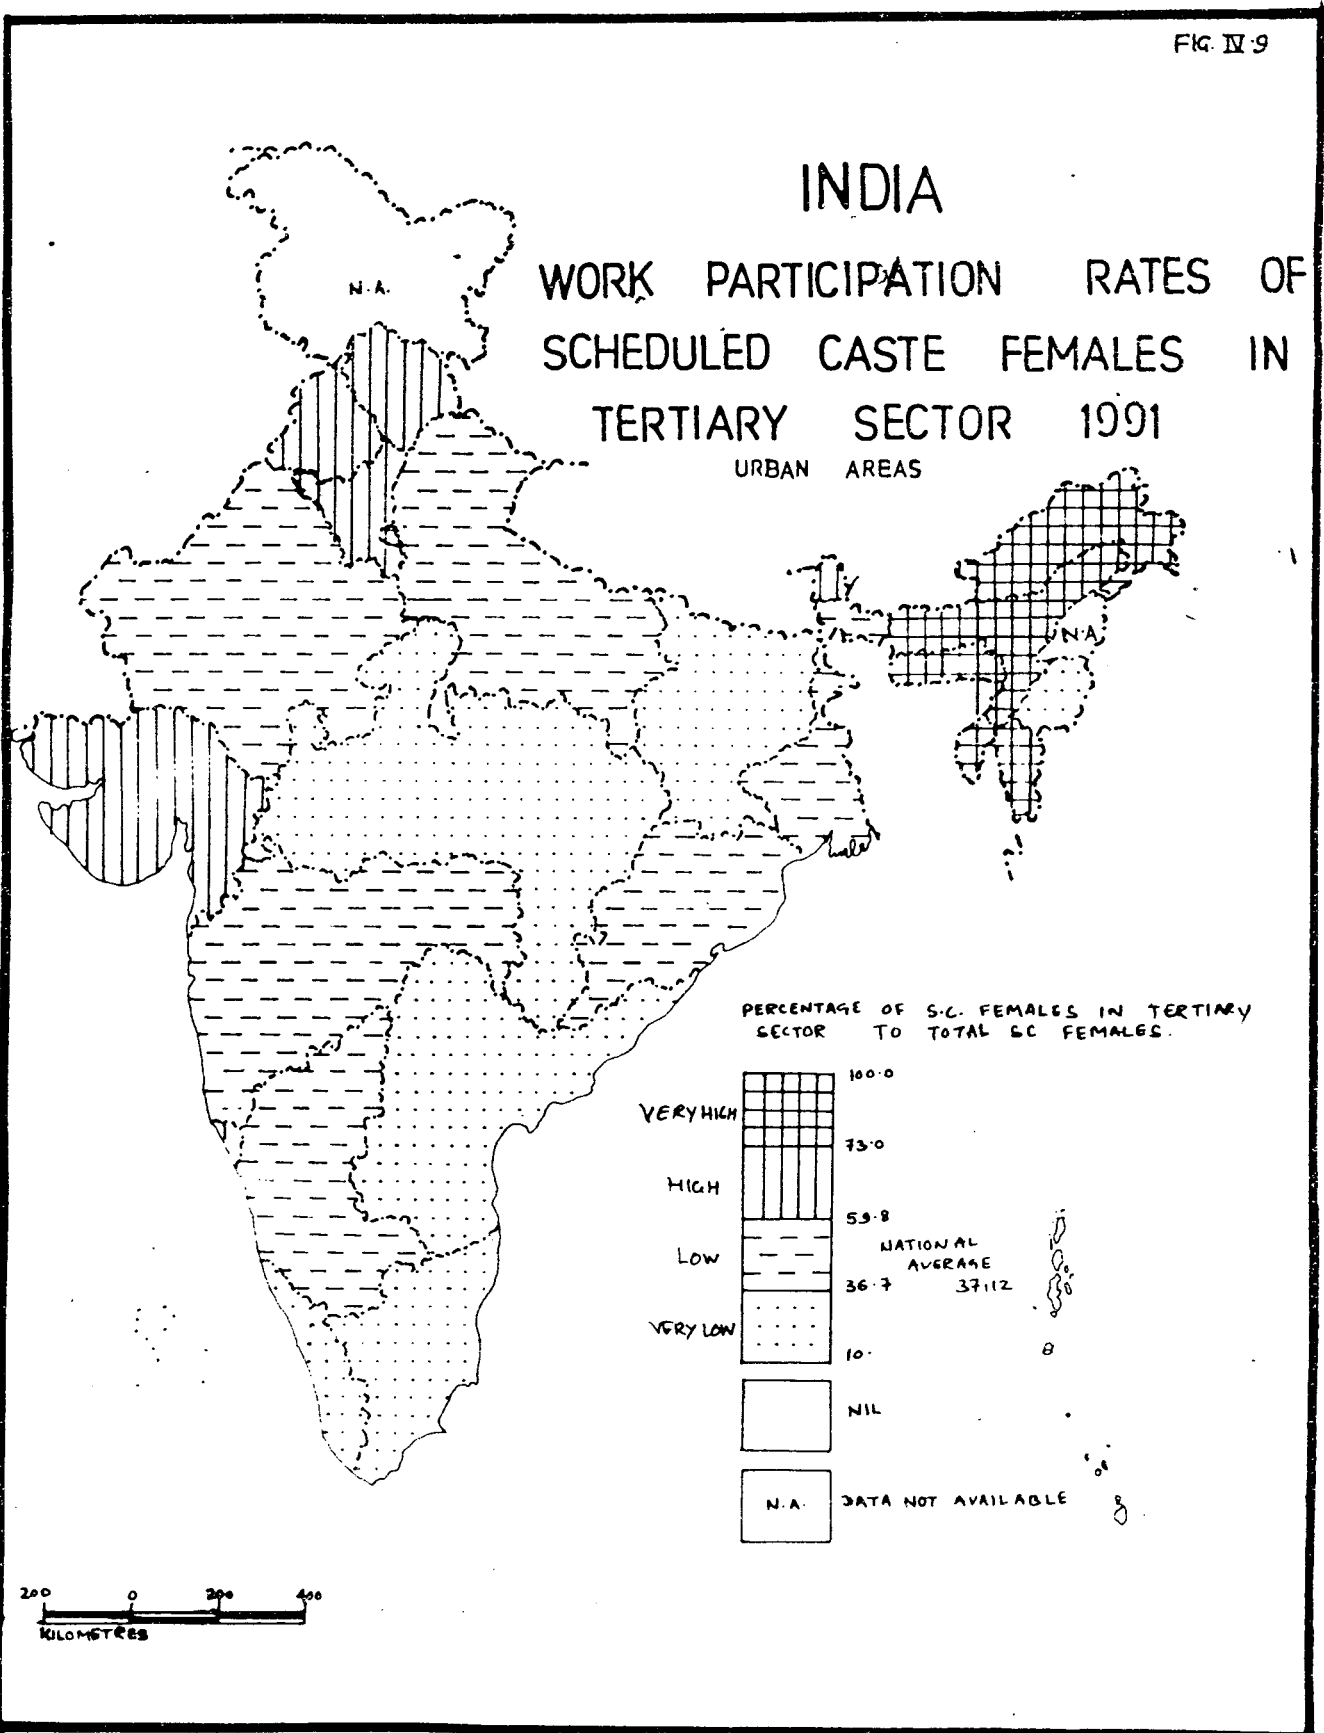 FIG. IV.9
INDIA
WORK PARTICIPATION RATES OF
SCHEDULED CASTE FEMALES IN
TERTIARY SECTOR 1991
URBAN AREAS
N.A.
N.A.
PERCENTAGE OF S.C. FEMALES IN TERTIARY
SECTOR TO TOTAL SC FEMALES.
100.0
VERY HIGH
73.0
HIGH
59.8
LOW
NATIONAL
AVERAGE
36.7 37.12
VERY LOW
10.
NIL
N.A. DATA NOT AVAILABLE
200 0 200 400
KILOMETRES